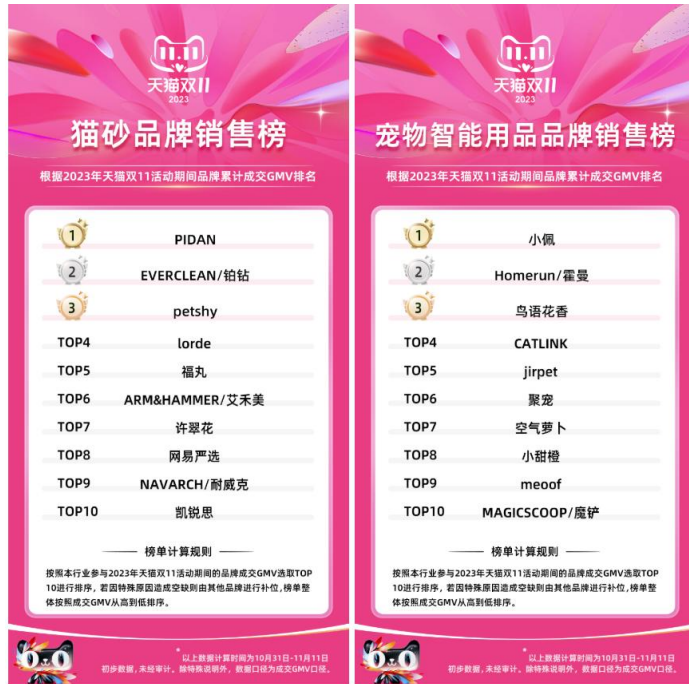 11.11
天猫双11
2023
猫砂品牌销售榜
根据2023年天猫双11活动期间品牌累计成交GMV排名
1 PIDAN
2 EVERCLEAN/铂钻
3 petshy
TOP4 lorde
TOP5 福丸
TOP6 ARM&HAMMER/艾禾美
TOP7 许翠花
TOP8 网易严选
TOP9 NAVARCH/耐威克
TOP10 凯锐思
榜单计算规则
按照本行业参与2023年天猫双11活动期间的品牌成交GMV选取TOP
10进行排序，若因特殊原因造成空缺则由其他品牌进行补位,榜单整
体按照成交GMV从高到低排序。
*
以上数据计算时间为10月31日-11月11日
初步数据,未经审计。除特殊说明外，数据口径为成交GMV口径。
11.11
天猫双11
2023
宠物智能用品品牌销售榜
根据2023年天猫双11活动期间品牌累计成交GMV排名
1 小佩
2 Homerun/霍曼
3 鸟语花香
TOP4 CATLINK
TOP5 jirpet
TOP6 聚宠
TOP7 空气萝卜
TOP8 小甜橙
TOP9 meoof
TOP10 MAGICSCOOP/魔铲
榜单计算规则
按照本行业参与2023年天猫双11活动期间的品牌成交GMV选取TOP
10进行排序，若因特殊原因造成空缺则由其他品牌进行补位,榜单整
体按照成交GMV从高到低排序。
*
以上数据计算时间为10月31日-11月11日
初步数据,未经审计。除特殊说明外，数据口径为成交GMV口径。